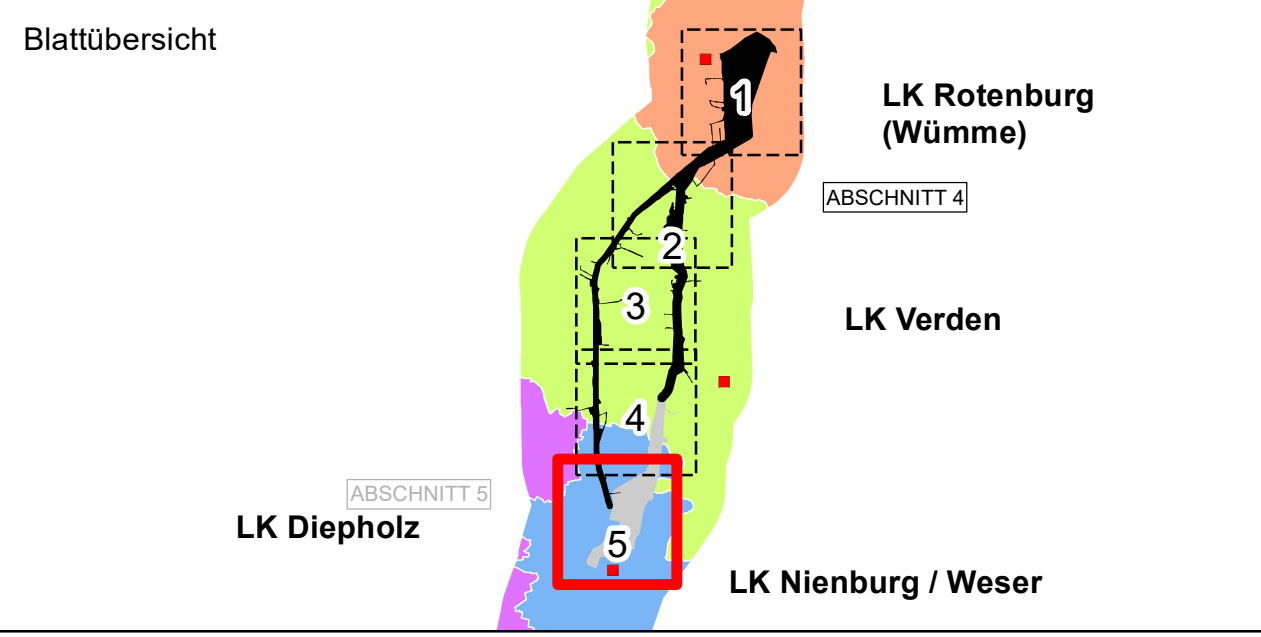 Blattübersicht
1
LK Rotenburg
(Wümme)
ABSCHNITT 4
2
3
LK Verden
4
ABSCHNITT 5
LK Diepholz
5
LK Nienburg / Weser